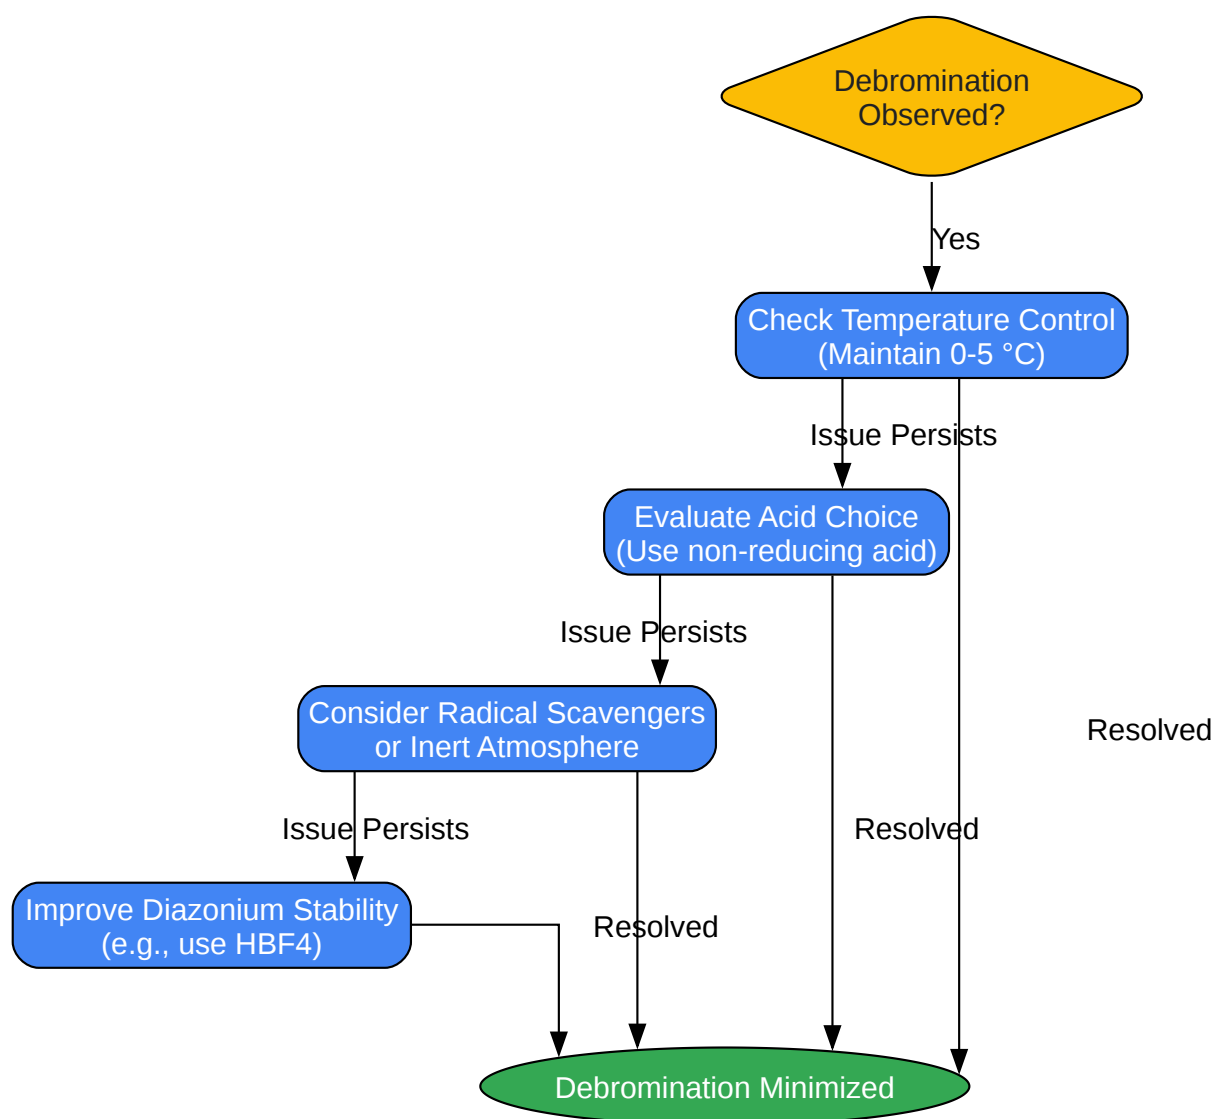 Debromination
Observed?
Yes
Check Temperature Control
(Maintain 0-5 °C)
Issue Persists
Evaluate Acid Choice
(Use non-reducing acid)
Issue Persists
Consider Radical Scavengers
or Inert Atmosphere
Resolved
Issue Persists
Resolved
Improve Diazonium Stability
(e.g., use HBF4)
Resolved
Debromination Minimized